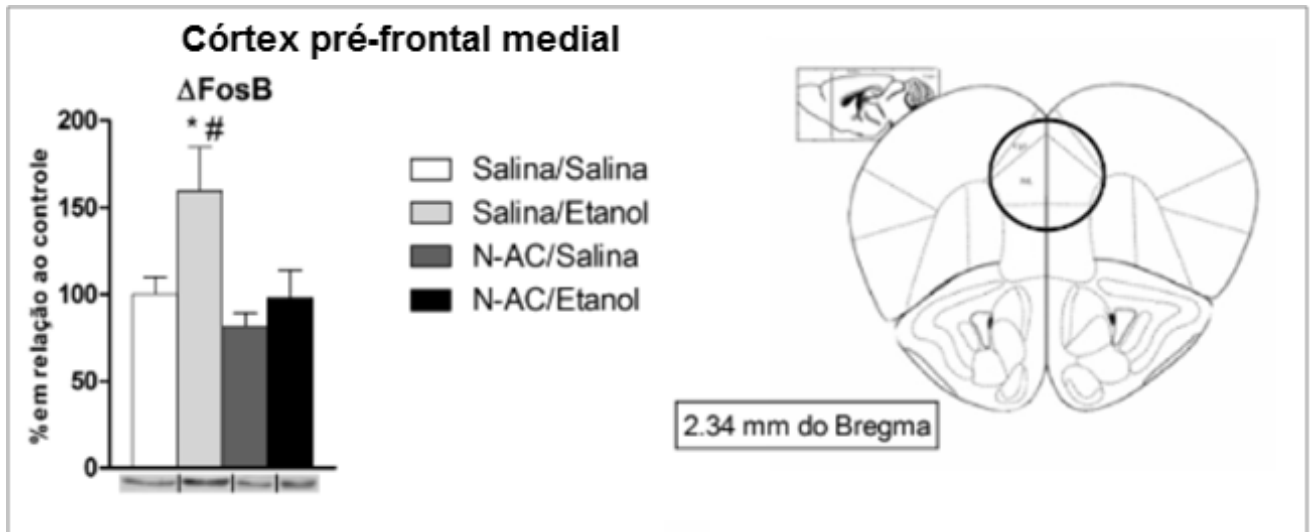 Córtex pré-frontal medial
ΔFosB
* #
% em relação ao controle
200
150
100
50
0
Salina/Salina
Salina/Etanol
N-AC/Salina
N-AC/Etanol
2.34 mm do Bregma